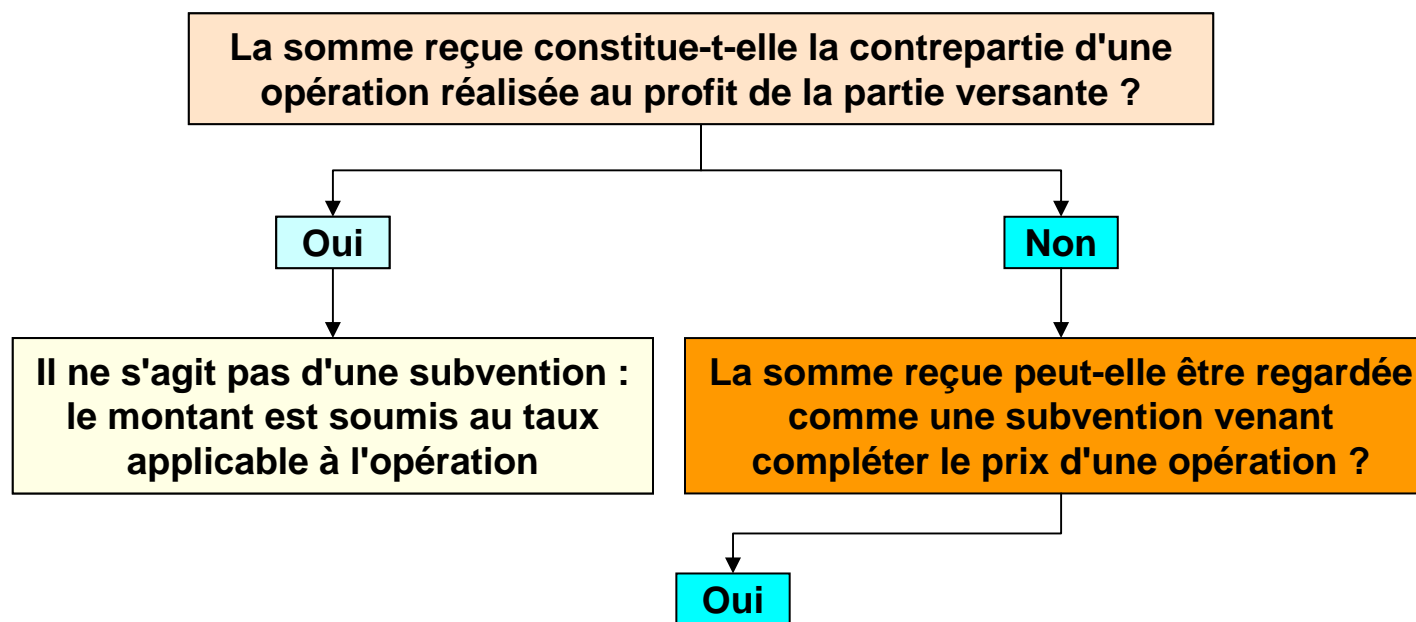 La somme reçue constitue-t-elle la contrepartie d'une
opération réalisée au profit de la partie versante ?
Oui
Non
Il ne s'agit pas d'une subvention :
le montant est soumis au taux
applicable à l'opération
La somme reçue peut-elle être regardée
comme une subvention venant
compléter le prix d'une opération ?
Oui